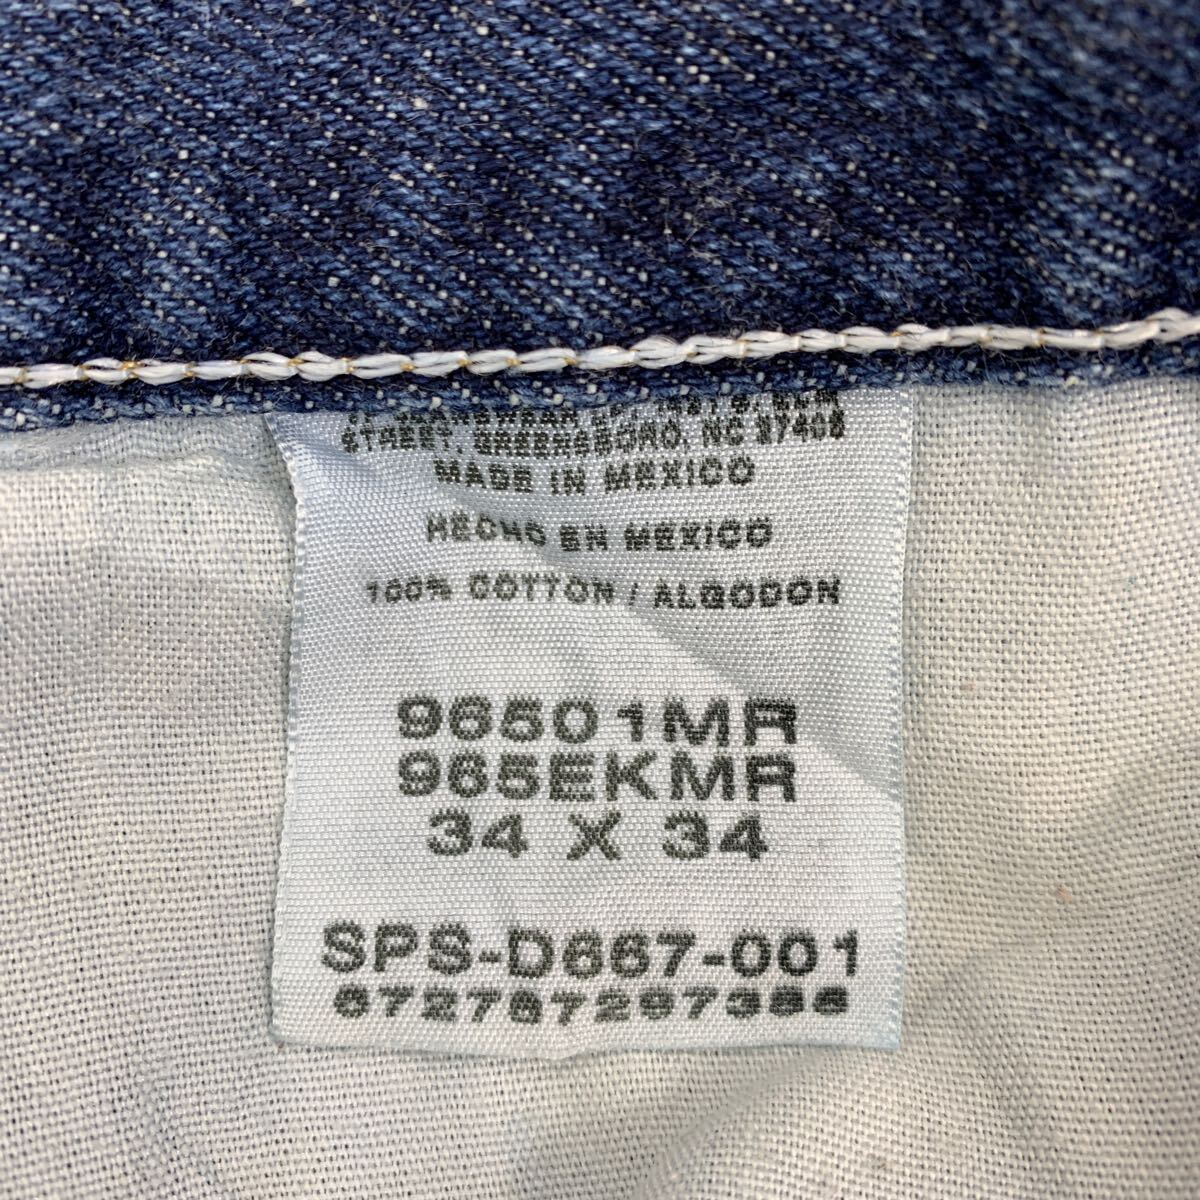 STREET, GREENSBORO, NC 27408
MADE IN MEXICO
HECHO EN MEXICO
100% COTTON / ALGODON
96501MR
965EKMR
34 X 34
SPS-D667-001